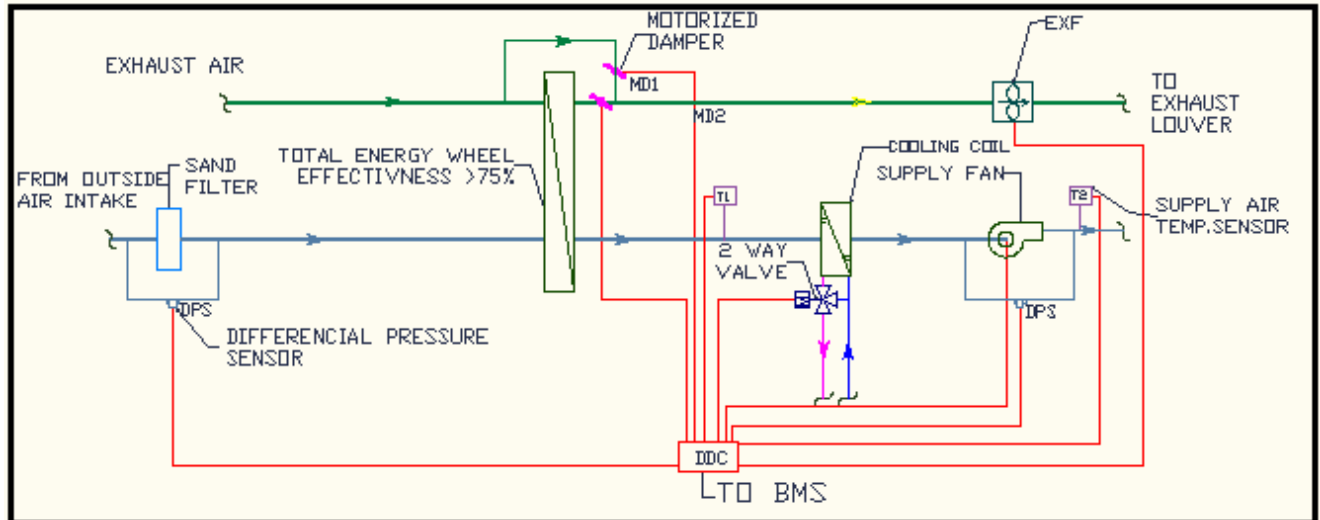 MOTORIZED
DAMPER
EXF
EXHAUST AIR
MD1
MD2
TO
EXHAUST
LOUVER
TOTAL ENERGY WHEEL
EFFECTIVNESS >75%
SAND
FILTER
FROM OUTSIDE
AIR INTAKE
COOLING COIL
SUPPLY FAN
T1
T2
SUPPLY AIR
TEMP.SENSOR
2 WAY
VALVE
M
DPS
DPS
DIFFERENCIAL PRESSURE
SENSOR
DDC
TO BMS